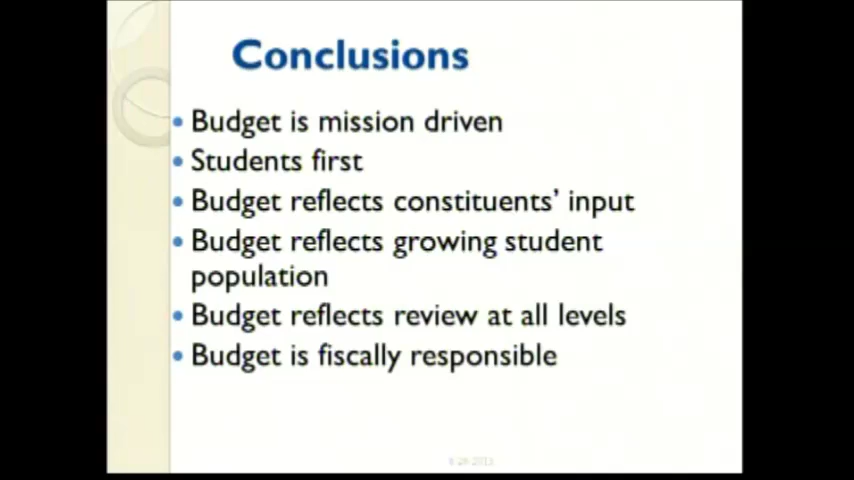 Conclusions
Budget is mission driven
Students first
Budget reflects constituents' input
Budget reflects growing student
population
Budget reflects review at all levels
Budget is fiscally responsible